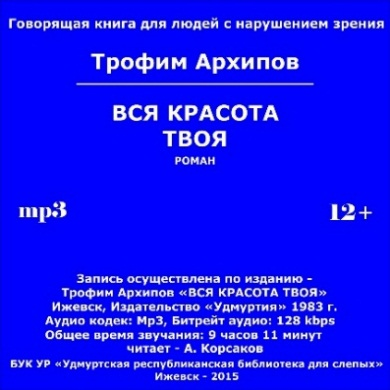 Говорящая книга для людей с нарушением зрения
Трофим Архипов
ВСЯ КРАСОТА
ТВОЯ
РОМАН
mp3
12+
Запись осуществлена по изданию –
Трофим Архипов «ВСЯ КРАСОТА ТВОЯ»
Ижевск, Издательство «Удмуртия» 1983 г.
Аудио кодек: Mp3, Битрейт аудио: 128 kbps
Общее время звучания: 9 часов 11 минут
читает - А. Корсаков
БУК УР «Удмуртская республиканская библиотека для слепых»
Ижевск - 2015